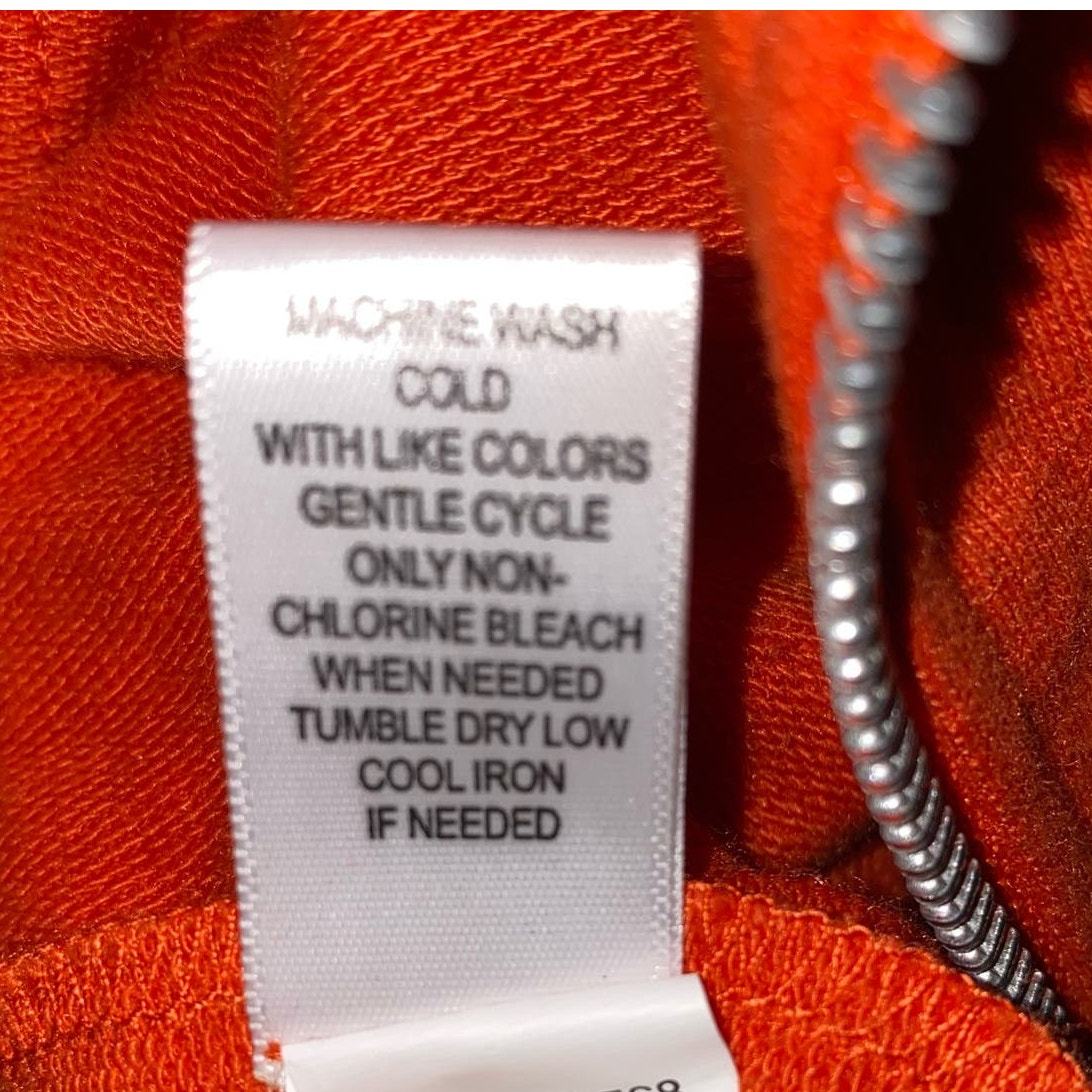 MACHINE WASH
COLD
WITH LIKE COLORS
GENTLE CYCLE
ONLY NON-
CHLORINE BLEACH
WHEN NEEDED
TUMBLE DRY LOW
COOL IRON
IF NEEDED